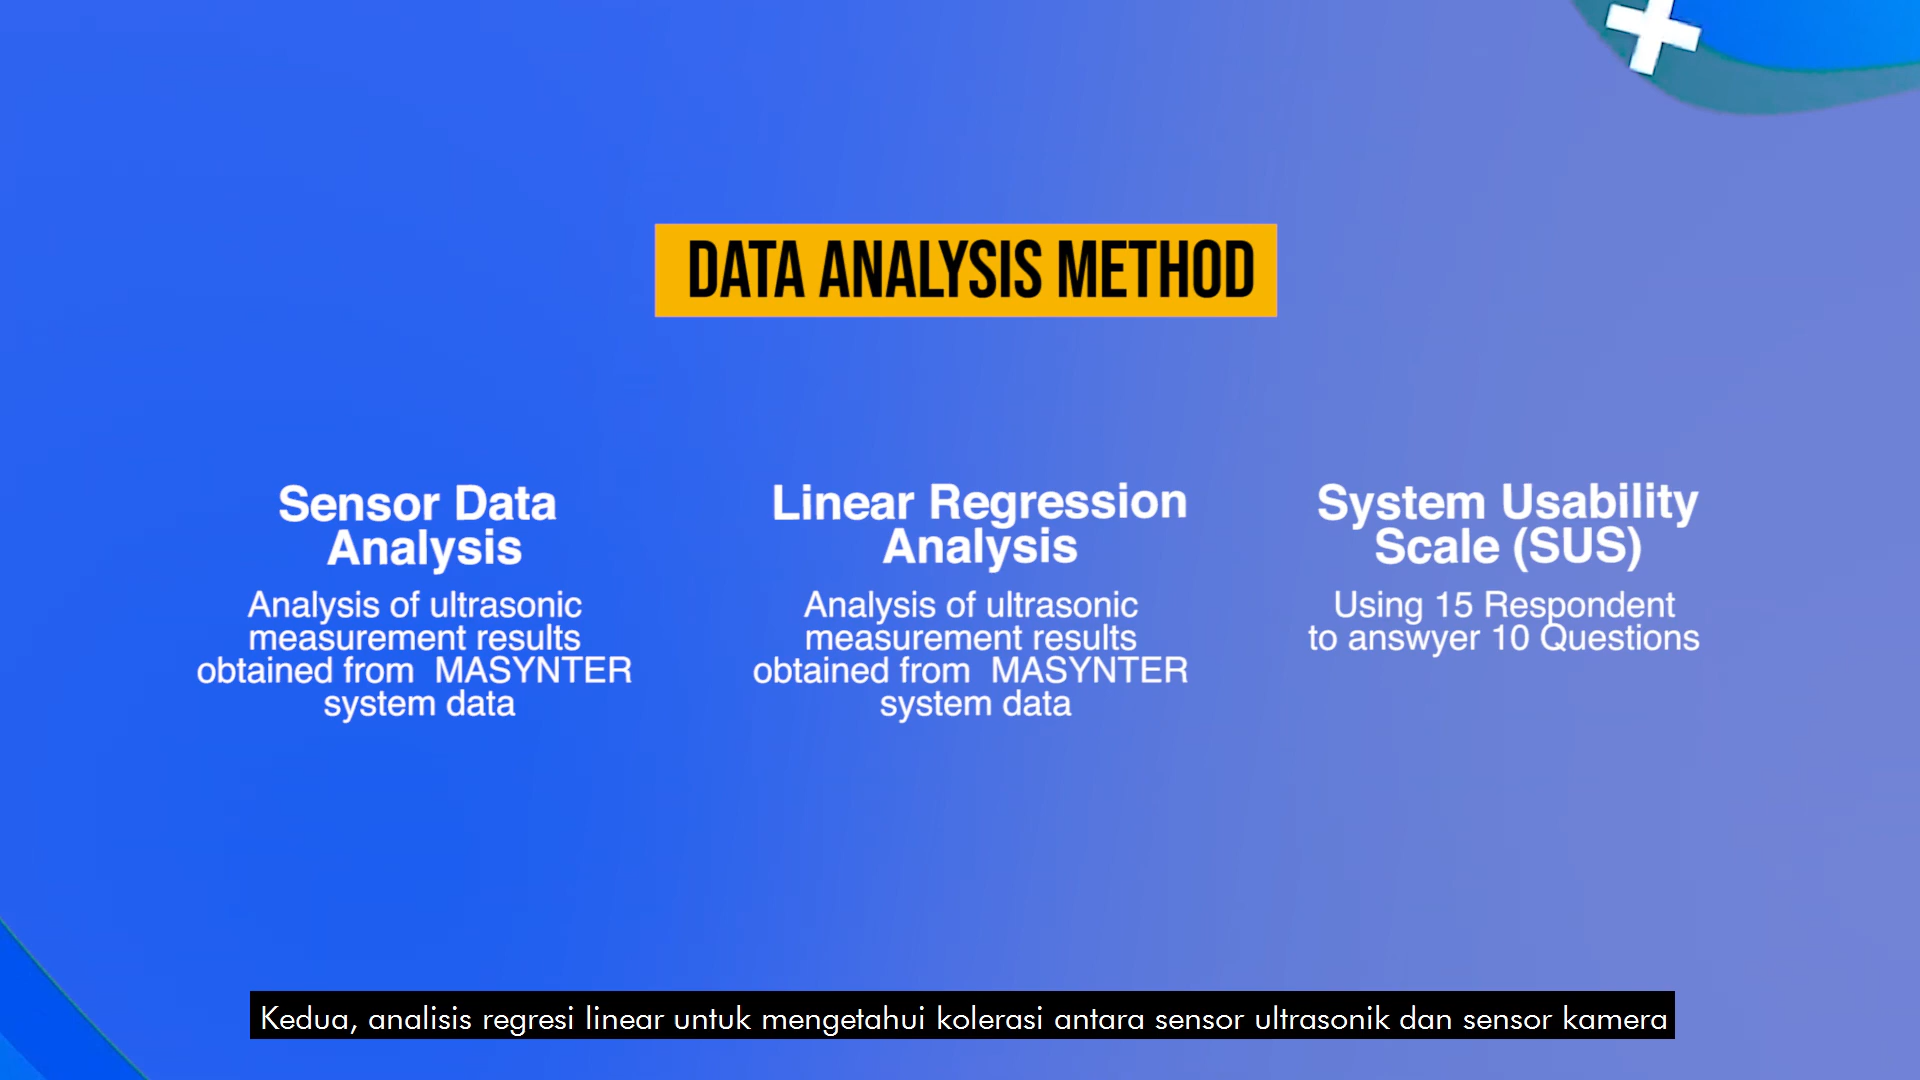 DATA ANALYSIS METHOD
Sensor Data
Analysis
Analysis of ultrasonic
measurement results
obtained from MASYNTER
system data
Linear Regression
Analysis
Analysis of ultrasonic
measurement results
obtained from MASYNTER
system data
System Usability
Scale (SUS)
Using 15 Respondent
to answyer 10 Questions
Kedua, analisis regresi linear untuk mengetahui kolerasi antara sensor ultrasonik dan sensor kamera